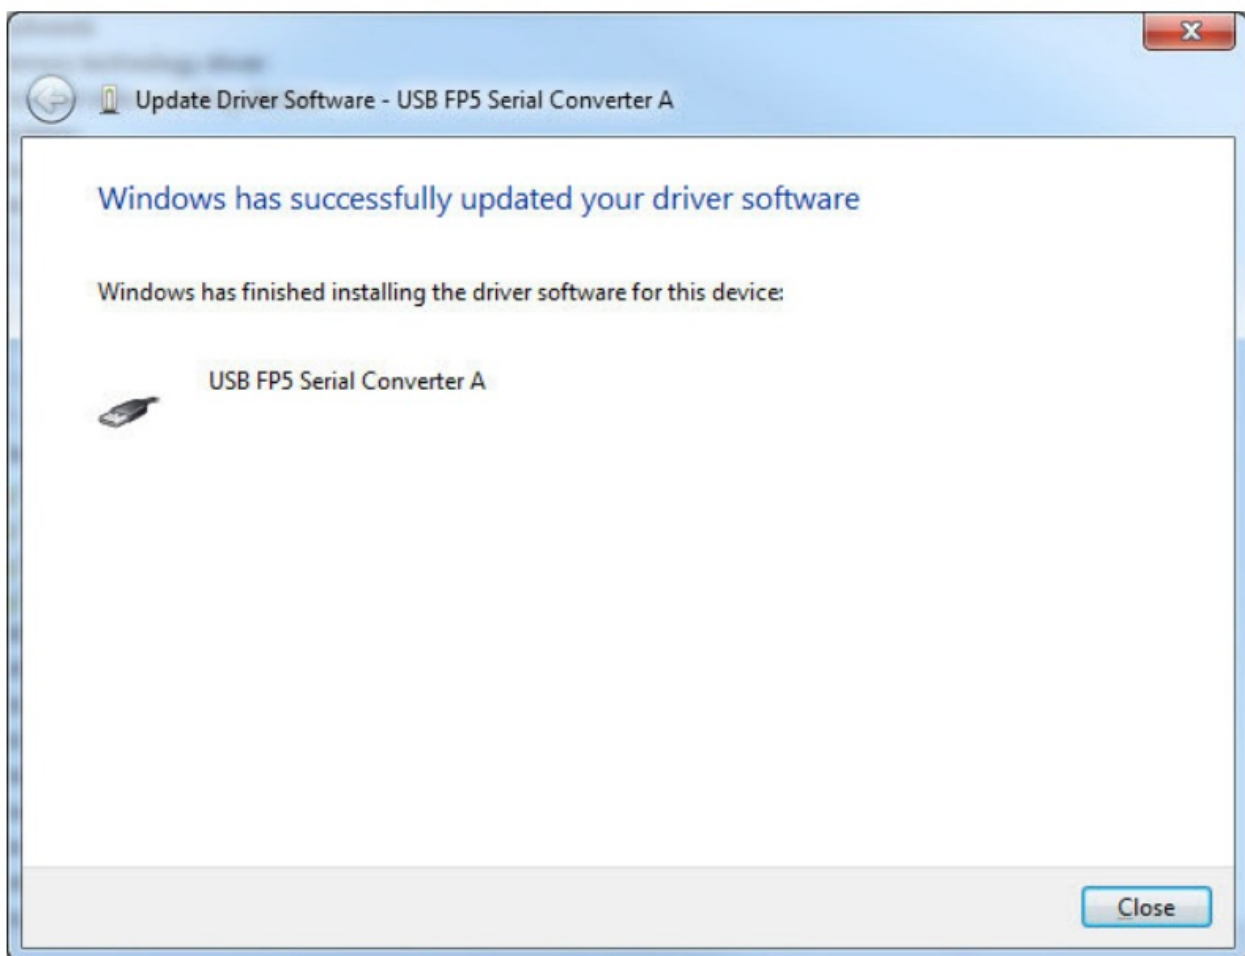 Update Driver Software - USB FP5 Serial Converter A
Windows has successfully updated your driver software
Windows has finished installing the driver software for this device:
USB FP5 Serial Converter A
Close